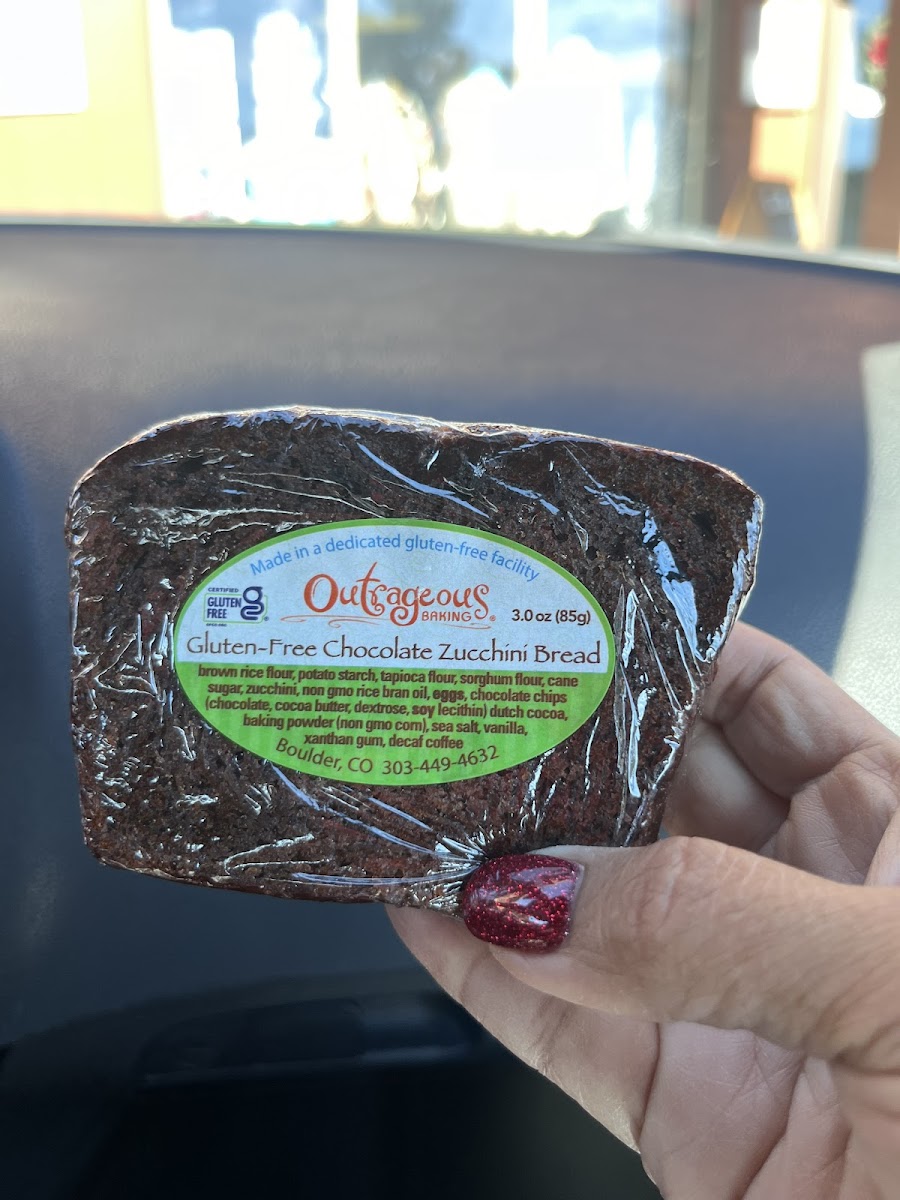 Made in a dedicated gluten-free facility
CERTIFIED
GLUTEN
FREE
Outrageous
BAKING®
3.0 oz (85g)
Gluten-Free Chocolate Zucchini Bread
brown rice flour, potato starch, tapioca flour, sorghum flour, cane
sugar, zucchini, non gmo rice bran oil, eggs, chocolate chips
(chocolate, cocoa butter, dextrose, soy lecithin) dutch cocoa,
baking powder (non gmo corn), sea salt, vanilla,
xanthan gum, decaf coffee
Boulder, CO 303-449-4632